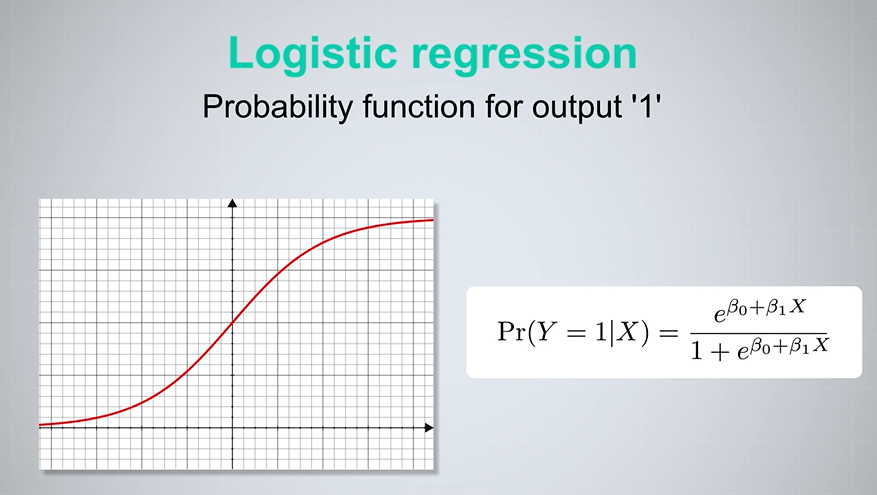 Logistic regression
Probability function for output '1'
Pr(Y = 1|X) = e^{β₀+β₁X} / (1 + e^{β₀+β₁X})